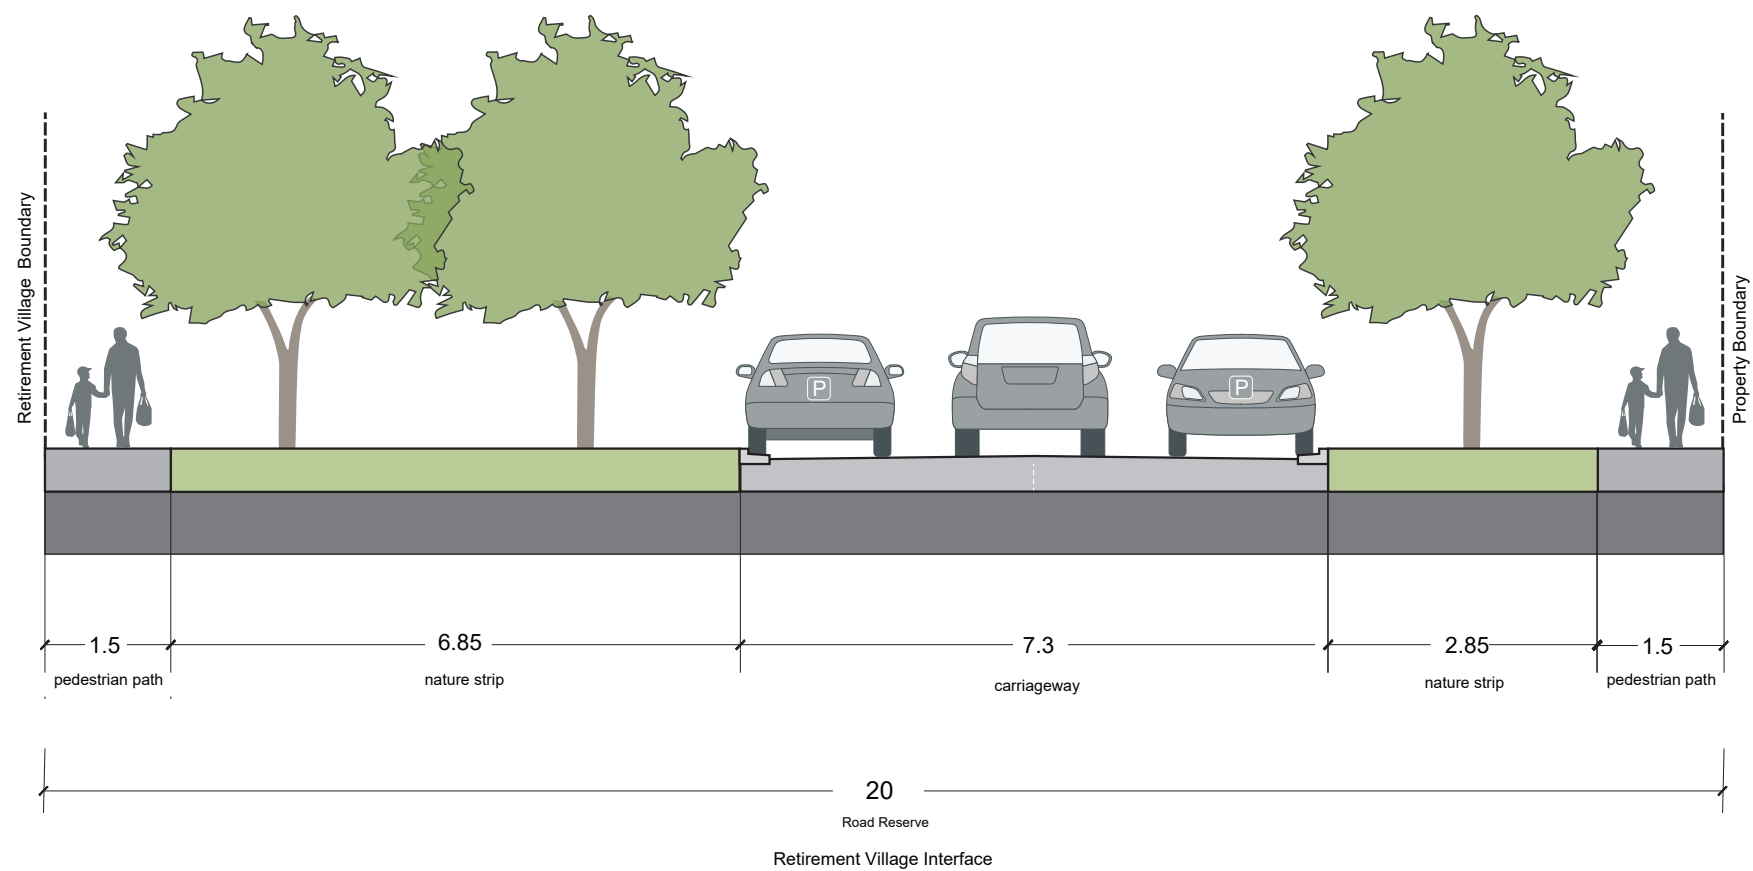 Retirement Village Boundary
Property Boundary
P
P
1.5
6.85
7.3
2.85
1.5
pedestrian path
nature strip
carriageway
nature strip
pedestrian path
20
Road Reserve
Retirement Village Interface